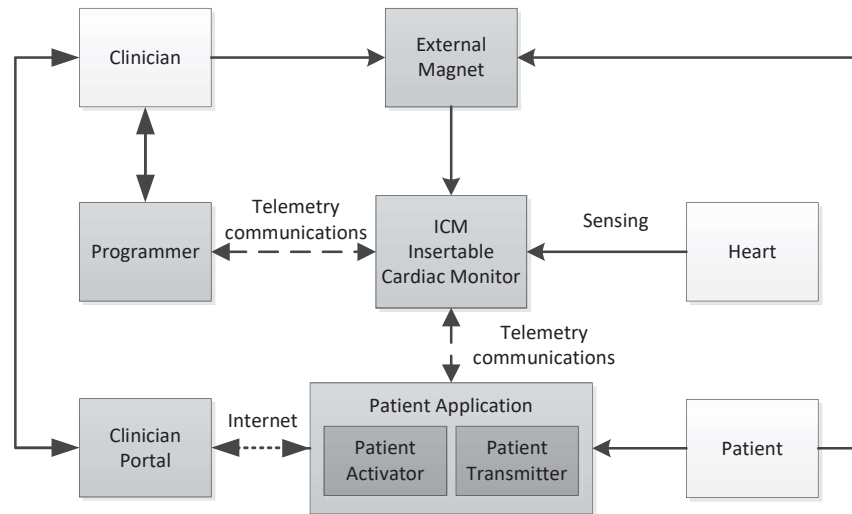 Clinician
External
Magnet
Telemetry
communications
Programmer
ICM
Insertable
Cardiac Monitor
Sensing
Heart
Telemetry
communications
Clinician
Portal
Internet
Patient Application
Patient
Activator
Patient
Transmitter
Patient